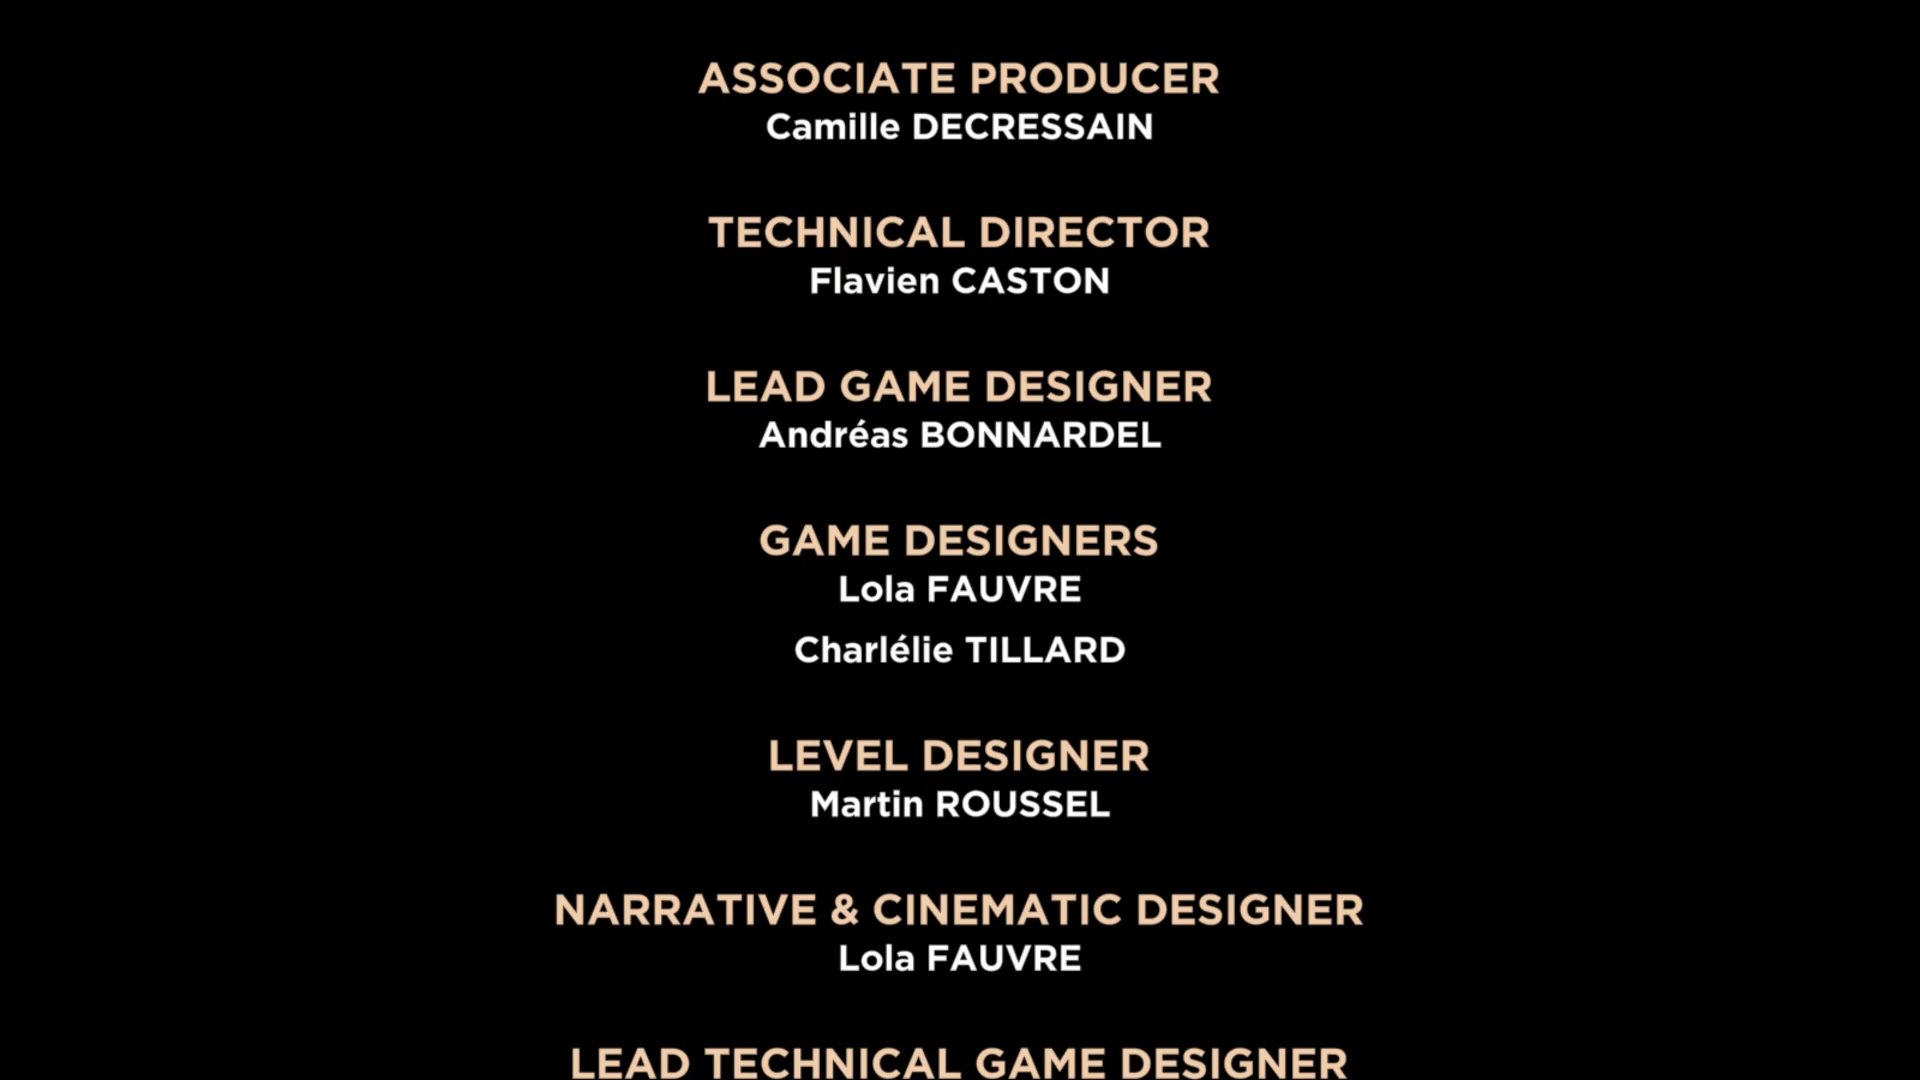 ASSOCIATE PRODUCER
Camille DECRESSAIN
TECHNICAL DIRECTOR
Flavien CASTON
LEAD GAME DESIGNER
Andréas BONNARDEL
GAME DESIGNERS
Lola FAUVRE
Charlélie TILLARD
LEVEL DESIGNER
Martin ROUSSEL
NARRATIVE & CINEMATIC DESIGNER
Lola FAUVRE
LEAD TECHNICAL GAME DESIGNER